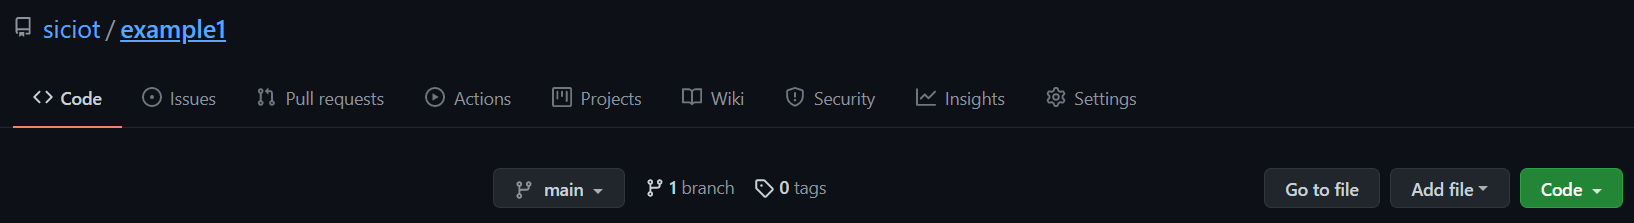 siciot / example1
Code Issues Pull requests Actions Projects Wiki Security Insights Settings
main 1 branch 0 tags Go to file Add file Code